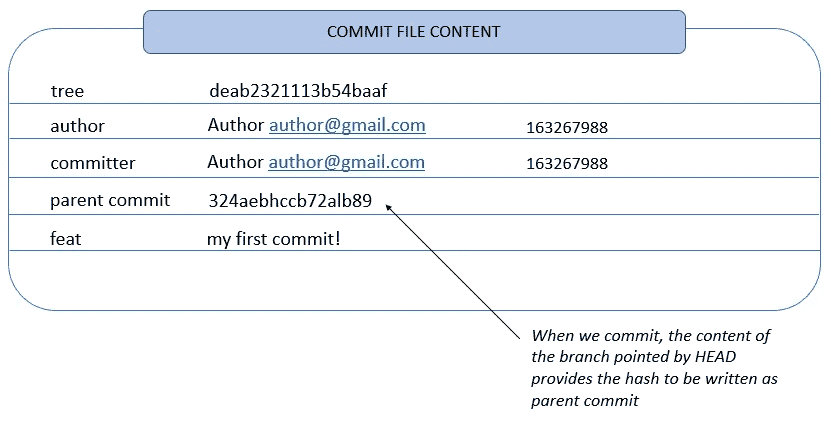 COMMIT FILE CONTENT
tree deab2321113b54baaf
author Author author@gmail.com 163267988
committer Author author@gmail.com 163267988
parent commit 324aebhccb72alb89
feat my first commit!
When we commit, the content of
the branch pointed by HEAD
provides the hash to be written as
parent commit